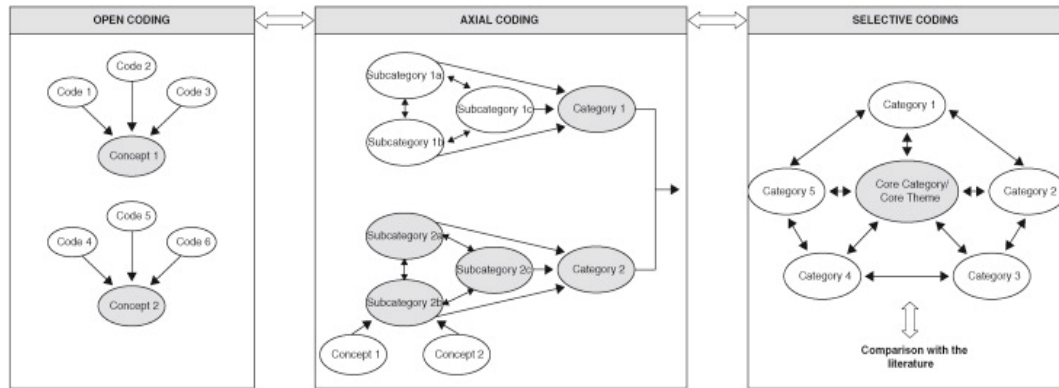 OPEN CODING
Code 2
Code 1
Code 3
Concept 1
Code 5
Code 4
Code 6
Concept 2
AXIAL CODING
Subcategory 1a
Subcategory 1c
Category 1
Subcategory 1b
Subcategory 2a
Subcategory 2c
Category 2
Subcategory 2b
Concept 1
Concept 2
SELECTIVE CODING
Category 1
Category 5
Core Category/
Core Theme
Category 2
Category 4
Category 3
Comparison with the
literature